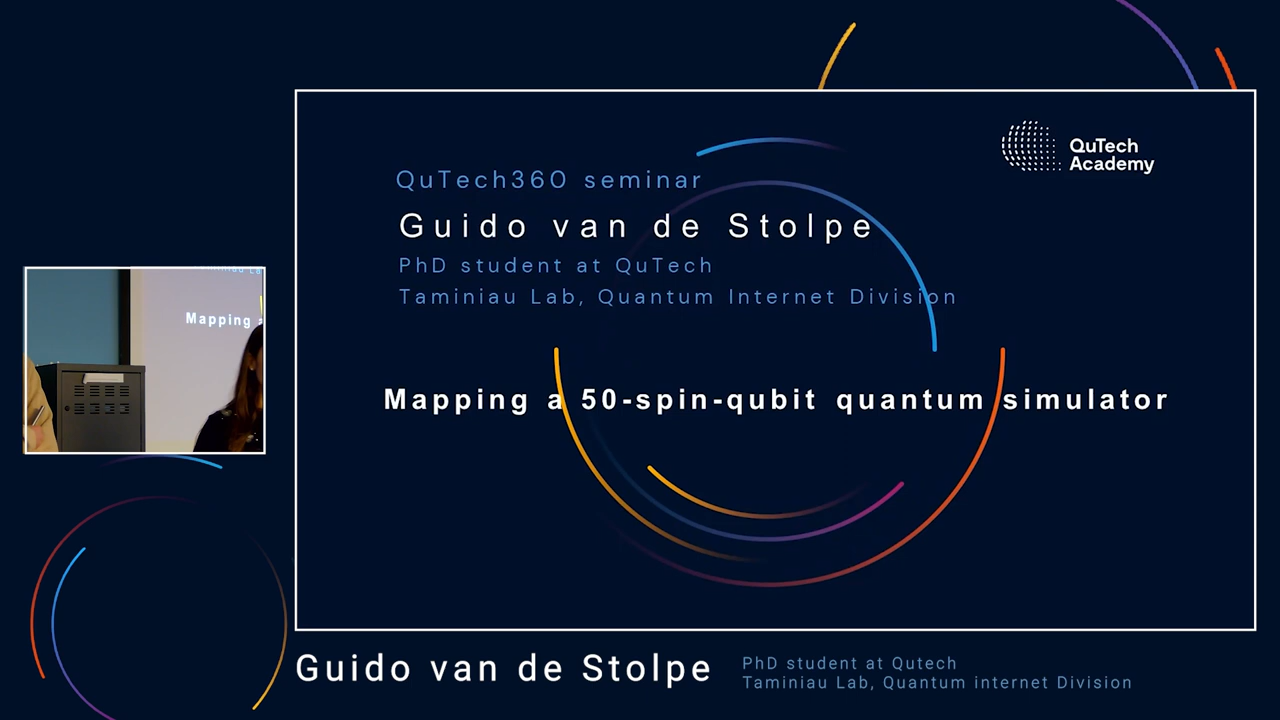 QuTech
Academy
QuTech360 seminar
Guido van de Stolpe
PhD student at QuTech
Taminiau Lab, Quantum Internet Division
Mapping a 50-spin-qubit quantum simulator
Mapping
Guido van de Stolpe
PhD student at Qutech
Taminiau Lab, Quantum internet Division